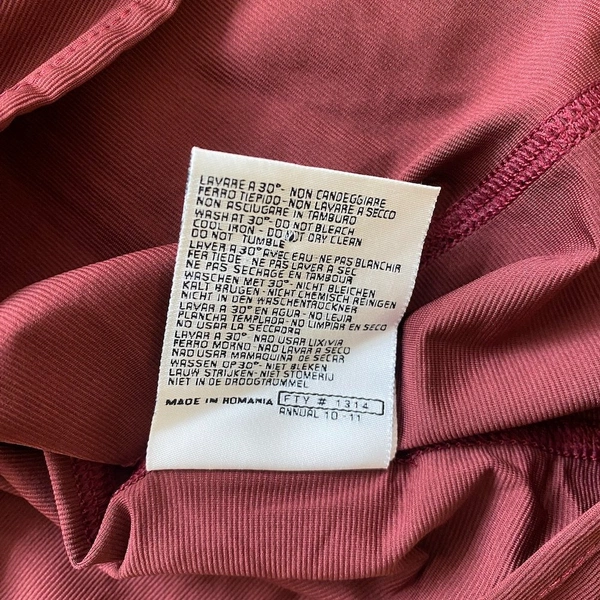 LAVARE A 30°- NON CANDEGGIARE
FERRO TIEPIDO - NON LAVARE A SECCO
NON ASCIUGARE IN TAMBURO
WASH AT 30°- DO NOT BLEACH
COOL IRON - DO NOT DRY CLEAN
DO NOT TUMBLE
LAVER A 30° AVEC EAU - NE PAS BLANCHIR
FER TIEDE - NE PAS LAVER A SEC
NE PAS SECHAGE EN TAMBOUR
WASCHEN MET 30°- NICHT BLEICHEN
KALT BRUGEN - NICHT CHEMISCH REINIGEN
NICHT IN DEN WASCHENTRUCKNER
LAVAR A 30° EN AGUA - NO LEJIA
PLANCHA TEMPLADA - NO LIMPIAR EN SECO
NO USAR LA SECCADRA
LAVAR A 30°- NAO USAR LIXIVIA
FERRO MORNO - NAO LAVAR A SECO
NAO USAR MAMAQUINA DE SECAR
WASSEN OP 30°- NIET BLEKEN
LAUW STRIJKEN - NIET STOMERIJ
NIET IN DE DROOGTROMMEL
MADE IN ROMANIA FTY # 1314
ANNUAL 10 - 11